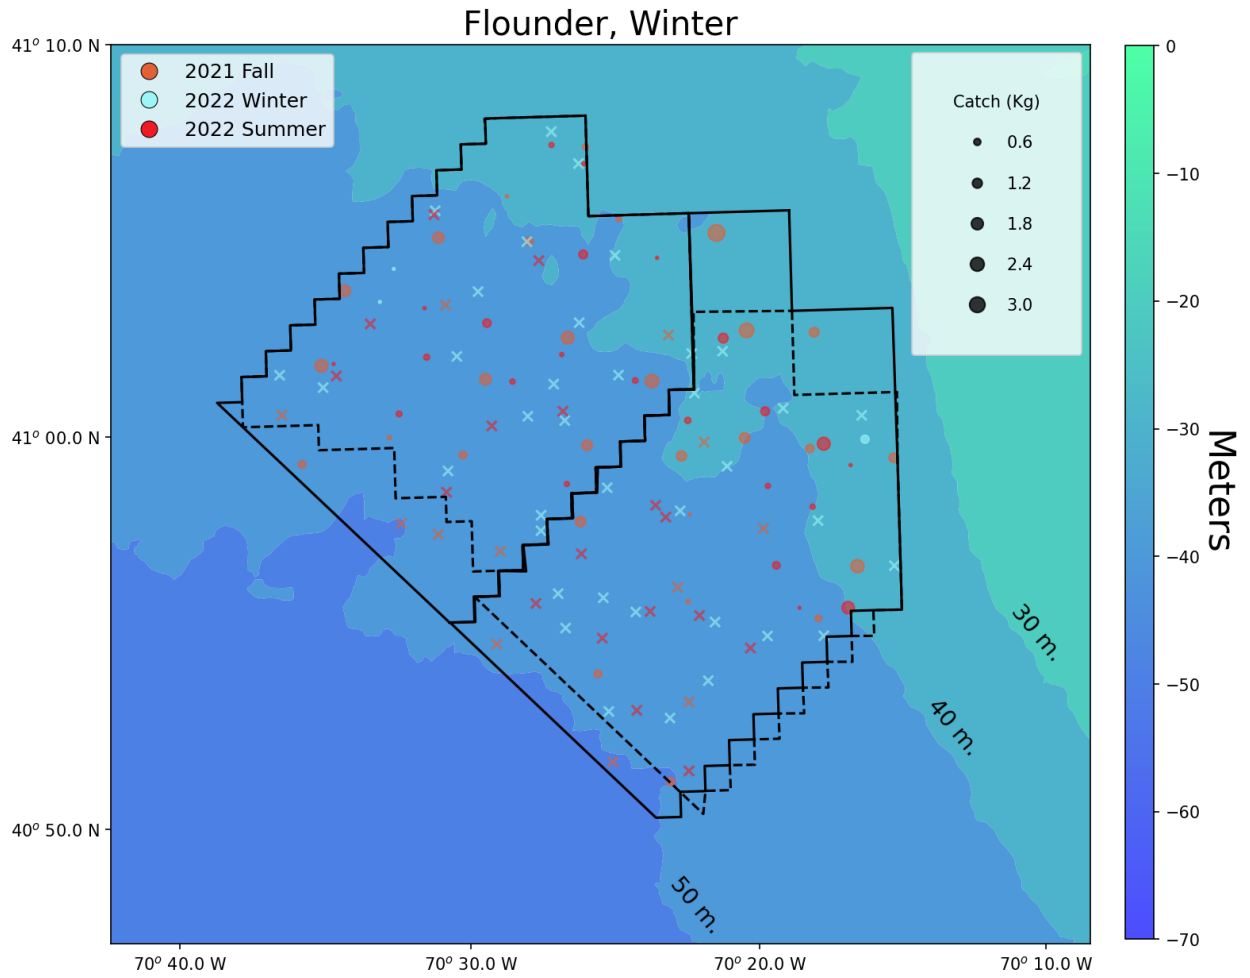 Flounder, Winter
41° 10.0 N
41° 00.0 N
40° 50.0 N
70° 40.0 W
70° 30.0 W
70° 20.0 W
70° 10.0 W
2021 Fall
2022 Winter
2022 Summer
Catch (Kg)
0.6
1.2
1.8
2.4
3.0
30 m.
40 m.
50 m.
0
−10
−20
−30
−40
−50
−60
−70
Meters